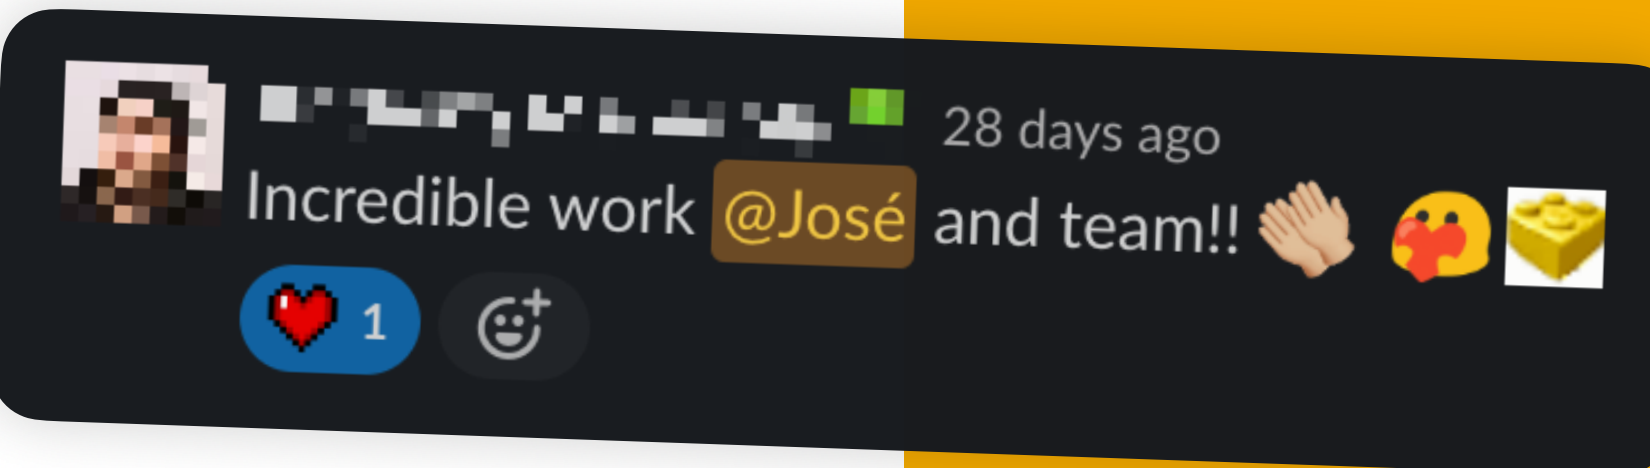 28 days ago
Incredible work @José and team!! 👏🏼
1